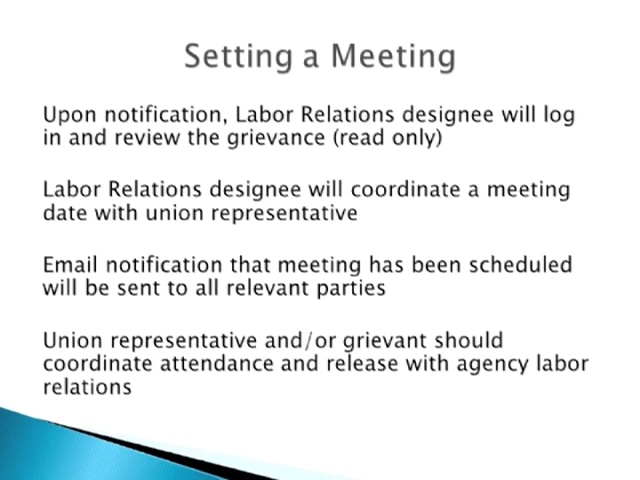 Setting a Meeting
Upon notification, Labor Relations designee will log
in and review the grievance (read only)
Labor Relations designee will coordinate a meeting
date with union representative
Email notification that meeting has been scheduled
will be sent to all relevant parties
Union representative and/or grievant should
coordinate attendance and release with agency labor
relations